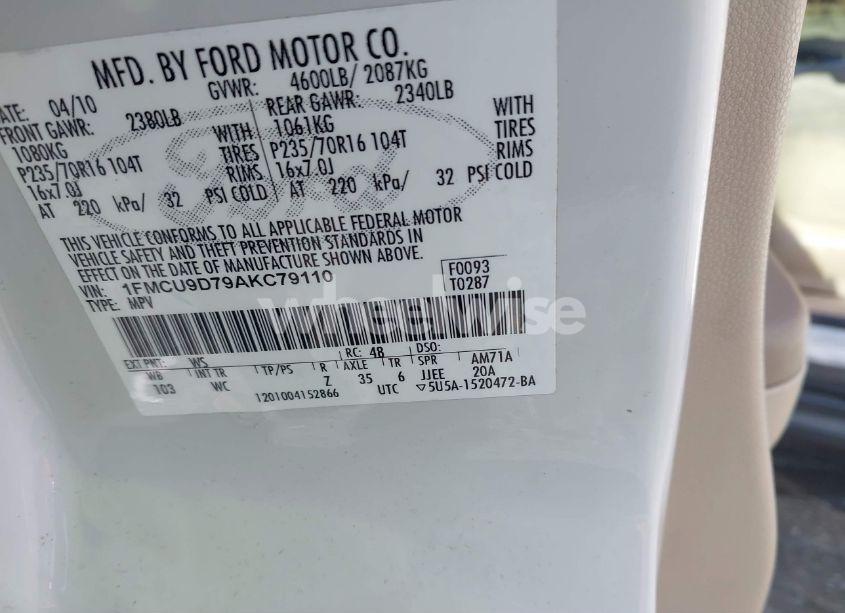 MFD. BY FORD MOTOR CO.
DATE: 04/10 GVWR: 4600LB/ 2087KG
FRONT GAWR: 2380LB REAR GAWR: 2340LB
1080KG WITH 1061KG WITH
P235/70R16 104T TIRES P235/70R16 104T TIRES
16x7.0J RIMS 16x7.0J RIMS
AT 220 kPa/ 32 PSI COLD AT 220 kPa/ 32 PSI COLD
THIS VEHICLE CONFORMS TO ALL APPLICABLE FEDERAL MOTOR
VEHICLE SAFETY AND THEFT PREVENTION STANDARDS IN
EFFECT ON THE DATE OF MANUFACTURE SHOWN ABOVE.
VIN: 1FMCU9D79AKC79110 F0093
TYPE: MPV T0287
wheelwise
EXT PNT: WS RC: 4B DSO:
WB INT TR TP/PS R AXLE TR SPR AM71A
103 WC Z 35 6 JJEE 20A
1201004152866 UTC ▽5U5A-1520472-BA
Ford